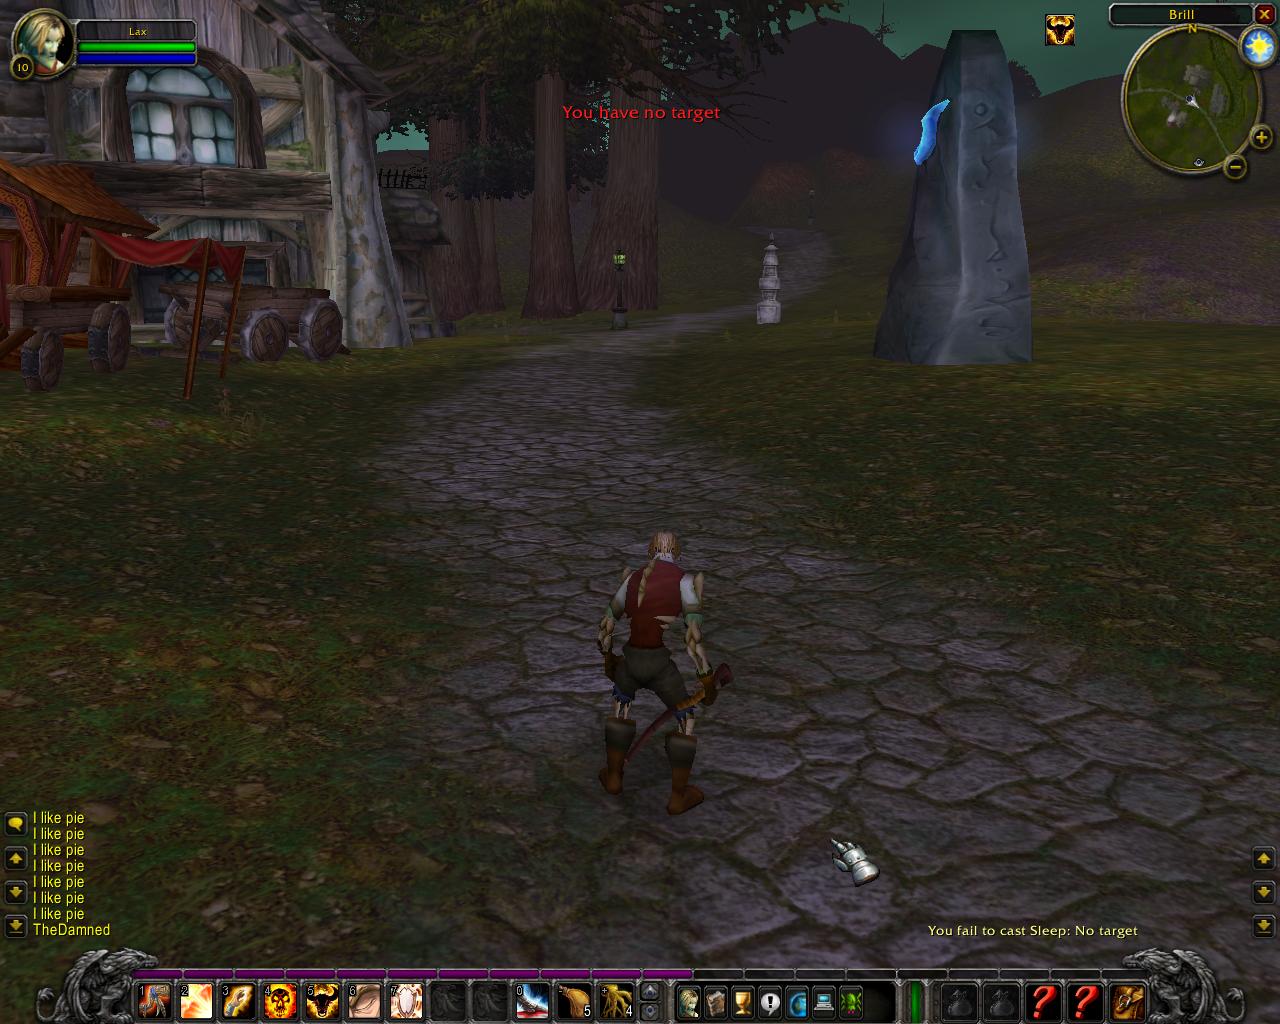 Lax
10
Brill
N
You have no target
I like pie
I like pie
I like pie
I like pie
I like pie
I like pie
I like pie
TheDamned
You fail to cast Sleep: No target
2
3
4
5
6
7
0
5
4